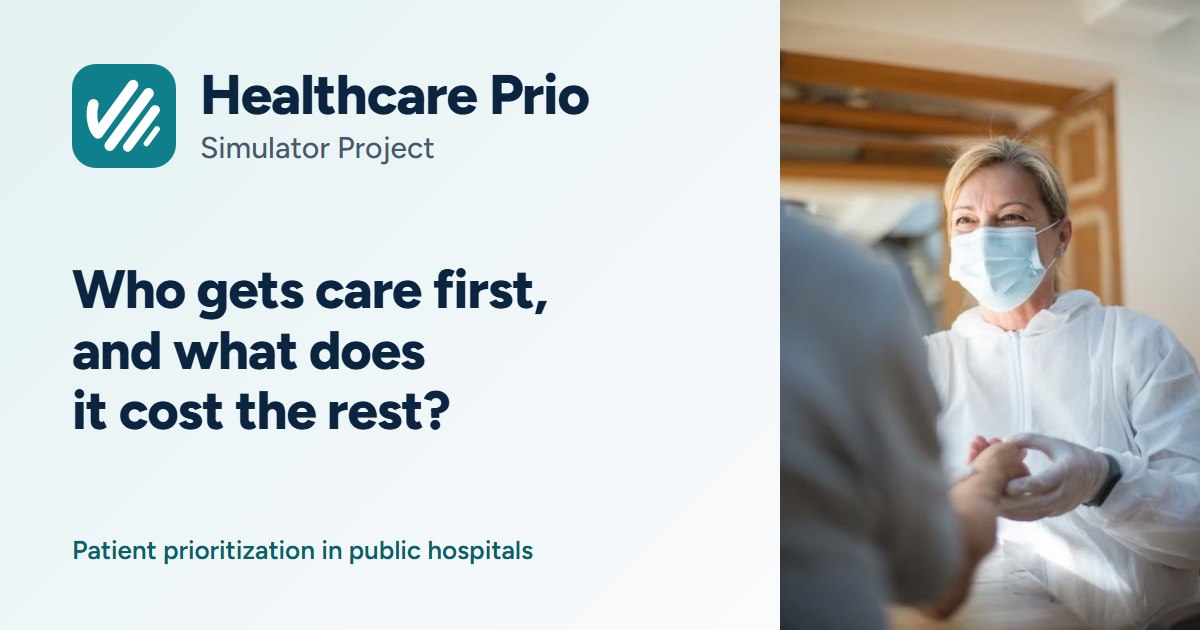 Healthcare Prio
Simulator Project
Who gets care first,
and what does
it cost the rest?
Patient prioritization in public hospitals